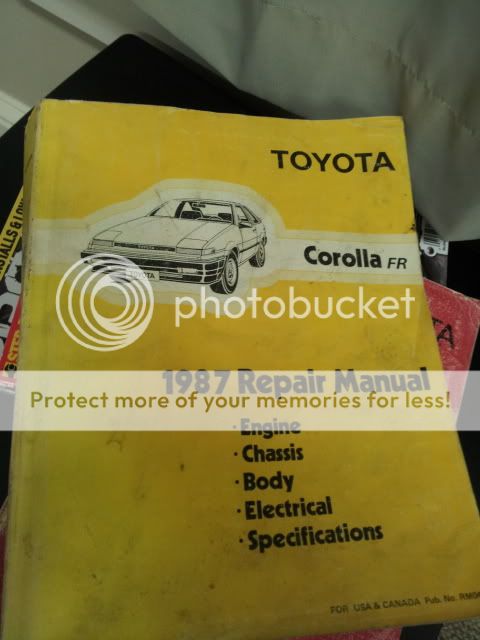 TOYOTA
Corolla FR
TOYOTA
photobucket
1987 Repair Manual
Protect more of your memories for less!
·Engine
·Chassis
·Body
·Electrical
·Specifications
FOR USA & CANADA Pub. No.